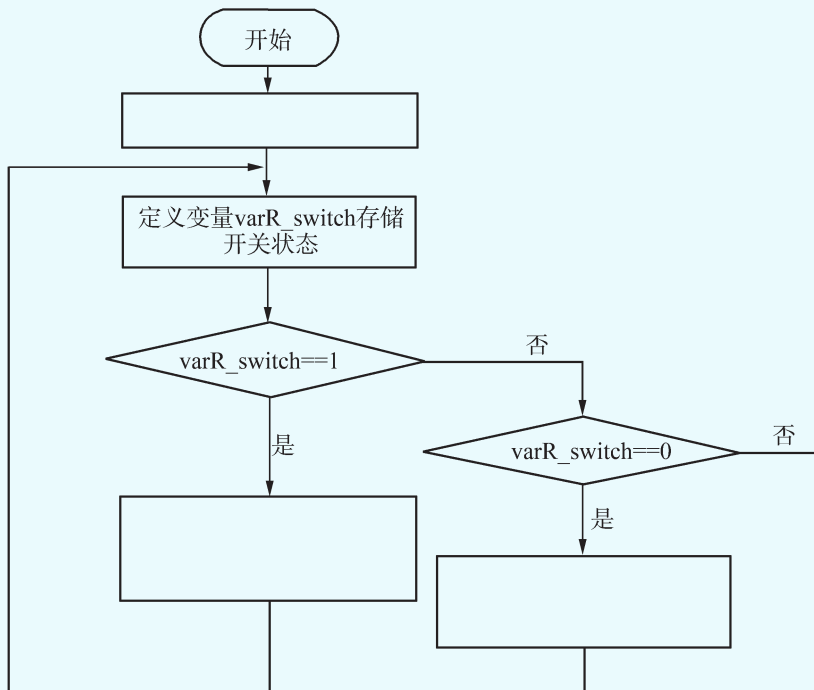 开始
定义变量varR_switch存储
开关状态
varR_switch==1
否
是
varR_switch==0
否
是